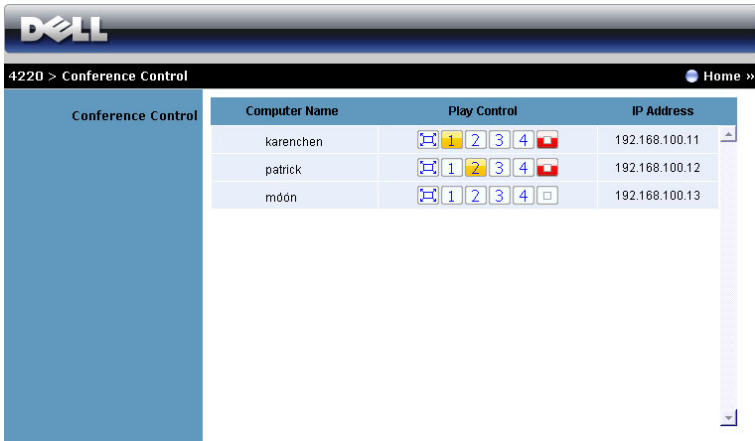 DELL
4220 > Conference Control
Home »
Conference Control
Computer Name Play Control IP Address
karenchen 1 2 3 4 192.168.100.11
patrick 1 2 3 4 192.168.100.12
móón 1 2 3 4 192.168.100.13